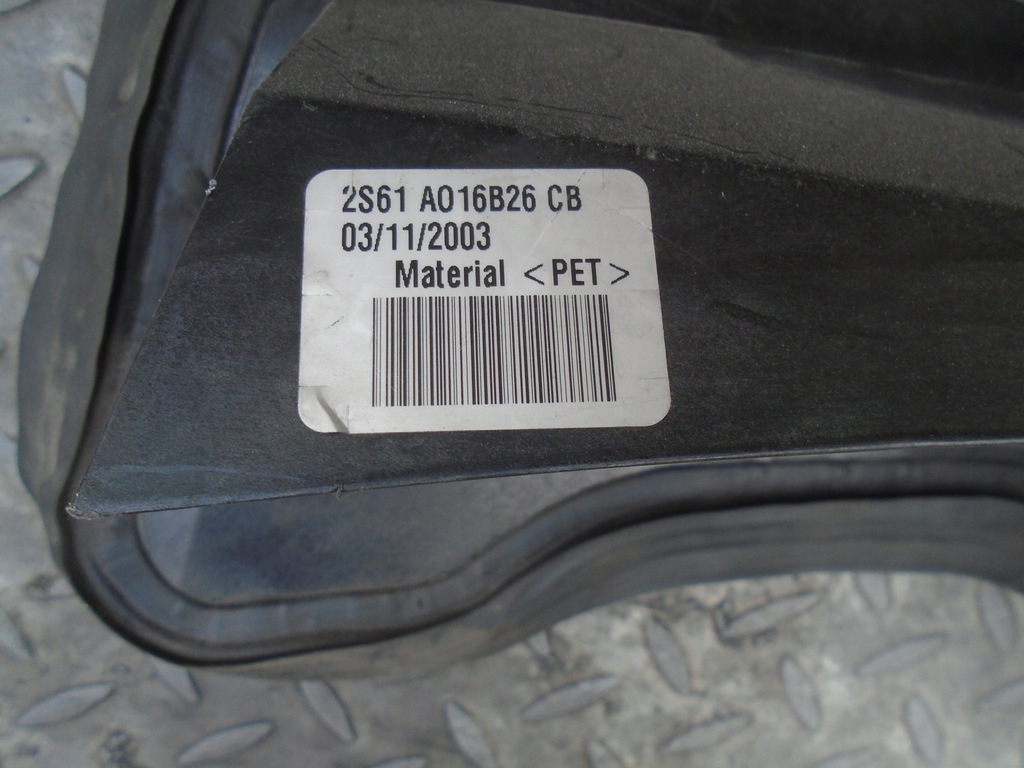 2S61 A016B26 CB
03/11/2003
Material <PET>